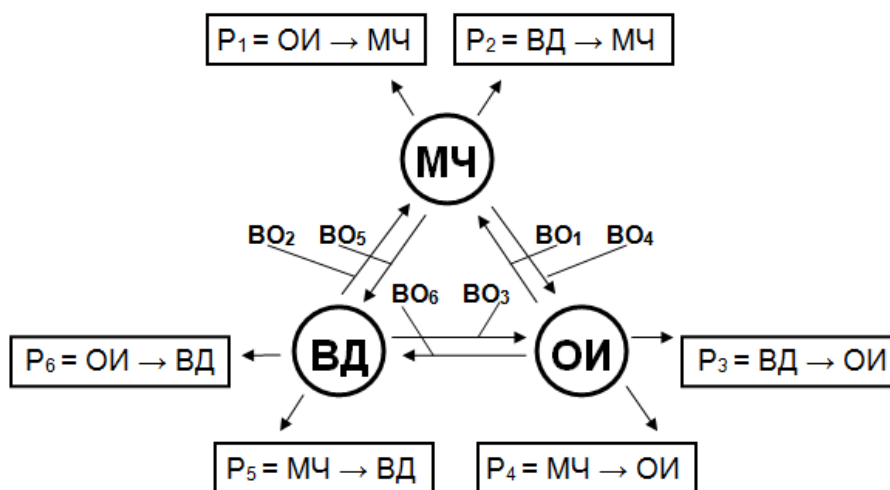 P₁ = ОИ → МЧ
P₂ = ВД → МЧ
МЧ
ВО₂
ВО₅
ВО₁
ВО₄
ВО₆
ВО₃
P₆ = ОИ → ВД
ВД
ОИ
P₃ = ВД → ОИ
P₅ = МЧ → ВД
P₄ = МЧ → ОИ